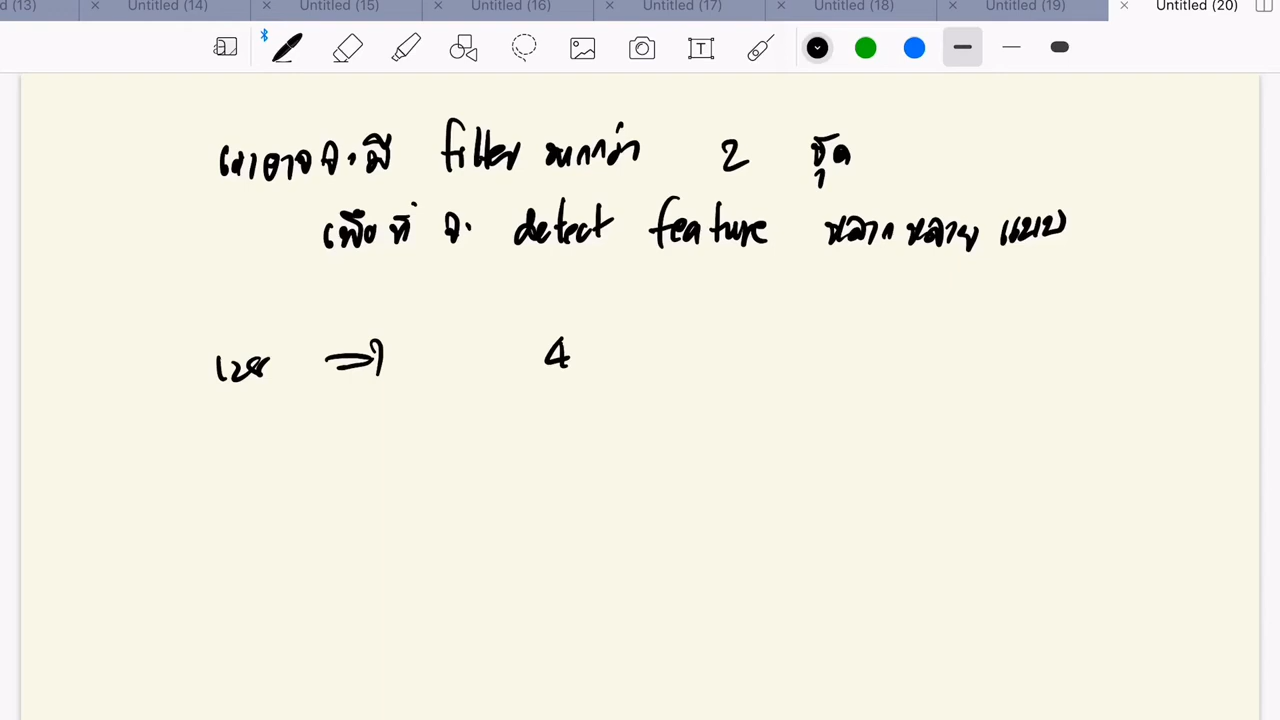 (13) Untitled (14) Untitled (15) Untitled (16) Untitled (17) Untitled (18) Untitled (19) Untitled (20)
เราอาจจะมี filter มากกว่า 2 ชุด
เพื่อที่จะ detect feature หลากหลายแบบ
เช่น ⇒ 4